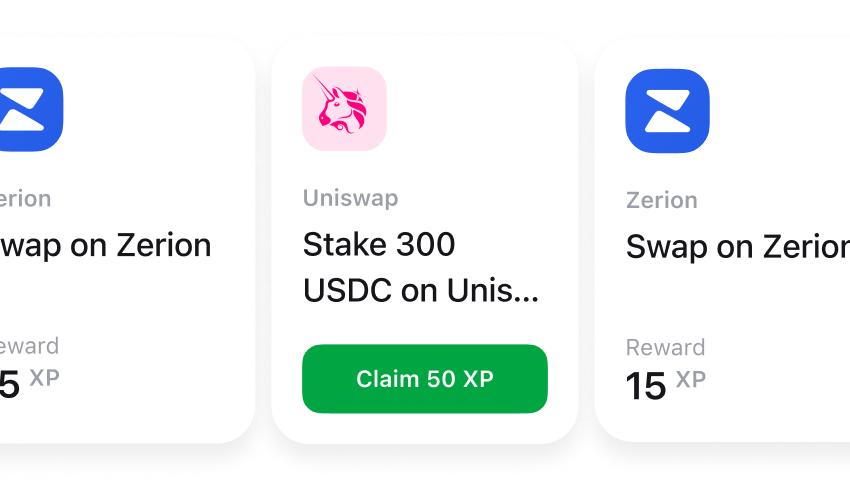 erion
wap on Zerion
eward
5 XP
Uniswap
Stake 300
USDC on Unis...
Claim 50 XP
Zerion
Swap on Zerion
Reward
15 XP